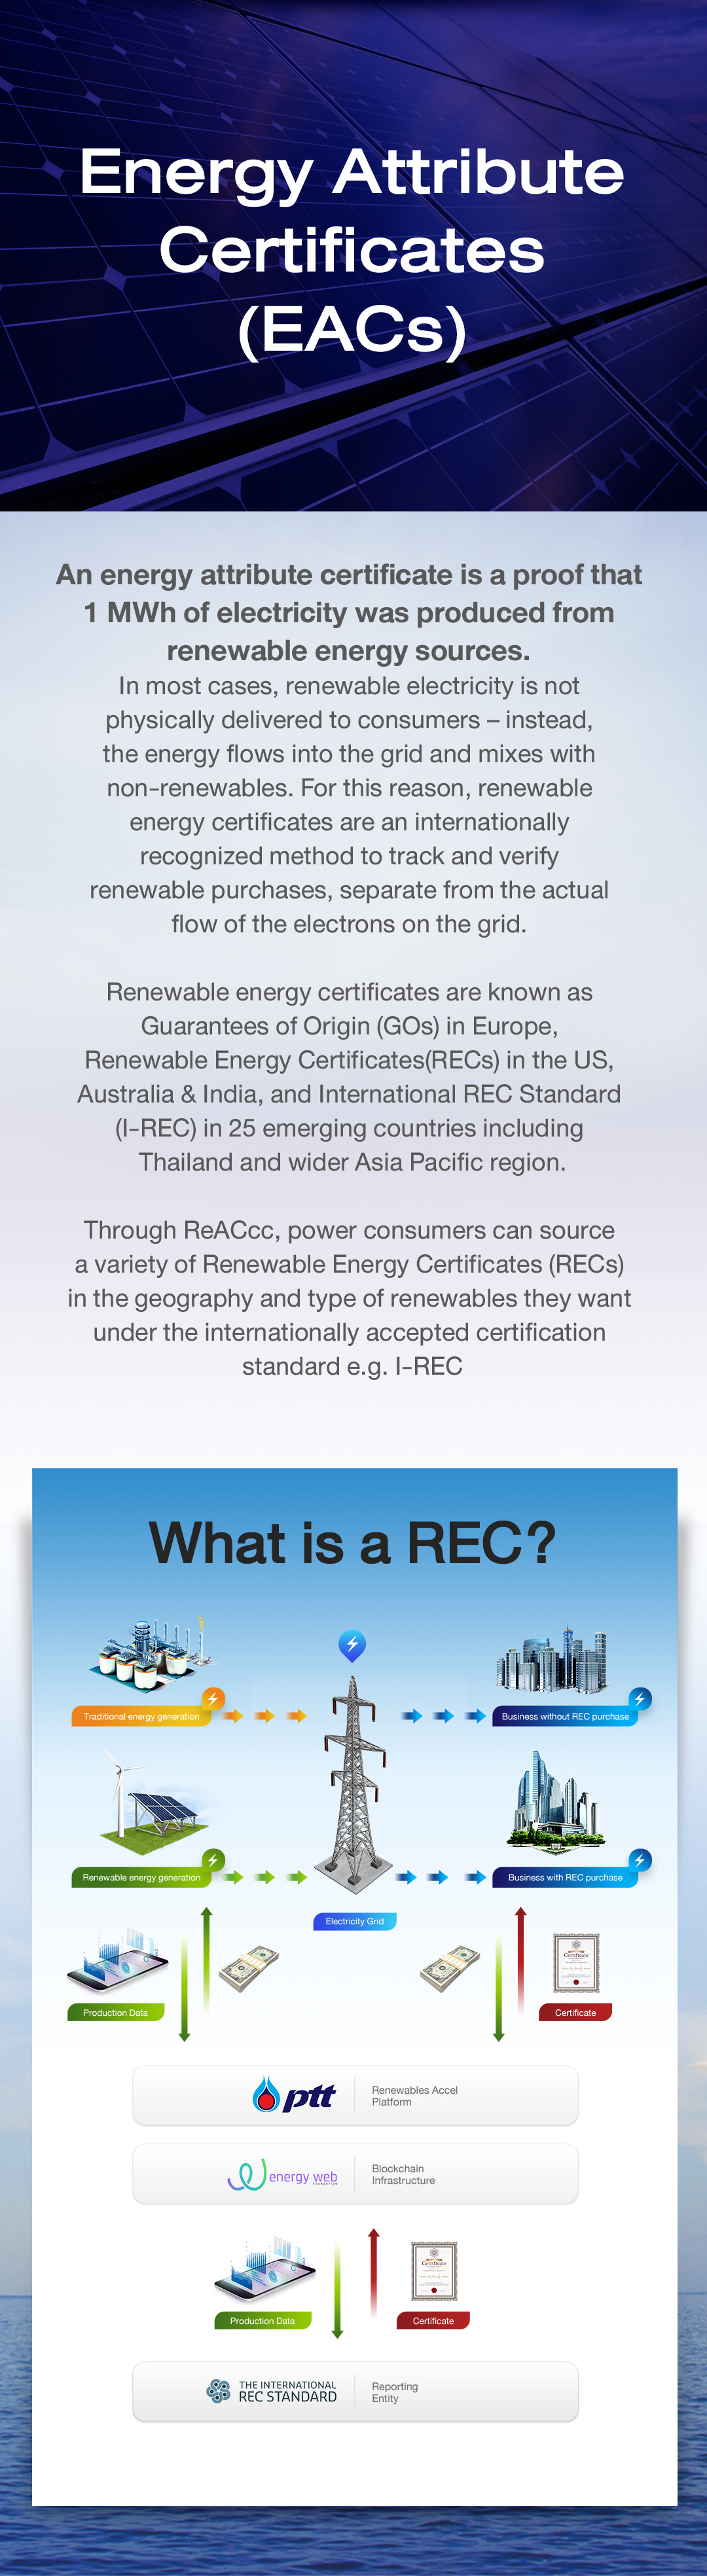 Energy Attribute
Certificates
(EACs)
An energy attribute certificate is a proof that
1 MWh of electricity was produced from
renewable energy sources.
In most cases, renewable electricity is not
physically delivered to consumers – instead,
the energy flows into the grid and mixes with
non-renewables. For this reason, renewable
energy certificates are an internationally
recognized method to track and verify
renewable purchases, separate from the actual
flow of the electrons on the grid.
Renewable energy certificates are known as
Guarantees of Origin (GOs) in Europe,
Renewable Energy Certificates(RECs) in the US,
Australia & India, and International REC Standard
(I-REC) in 25 emerging countries including
Thailand and wider Asia Pacific region.
Through ReACcc, power consumers can source
a variety of Renewable Energy Certificates (RECs)
in the geography and type of renewables they want
under the internationally accepted certification
standard e.g. I-REC
What is a REC?
Traditional energy generation
Business without REC purchase
Renewable energy generation
Business with REC purchase
Electricity Grid
Certificate
Production Data
Certificate
ptt
Renewables Accel
Platform
energy web
FOUNDATION
Blockchain
Infrastructure
Certificate
Production Data
Certificate
THE INTERNATIONAL
REC STANDARD
Reporting
Entity